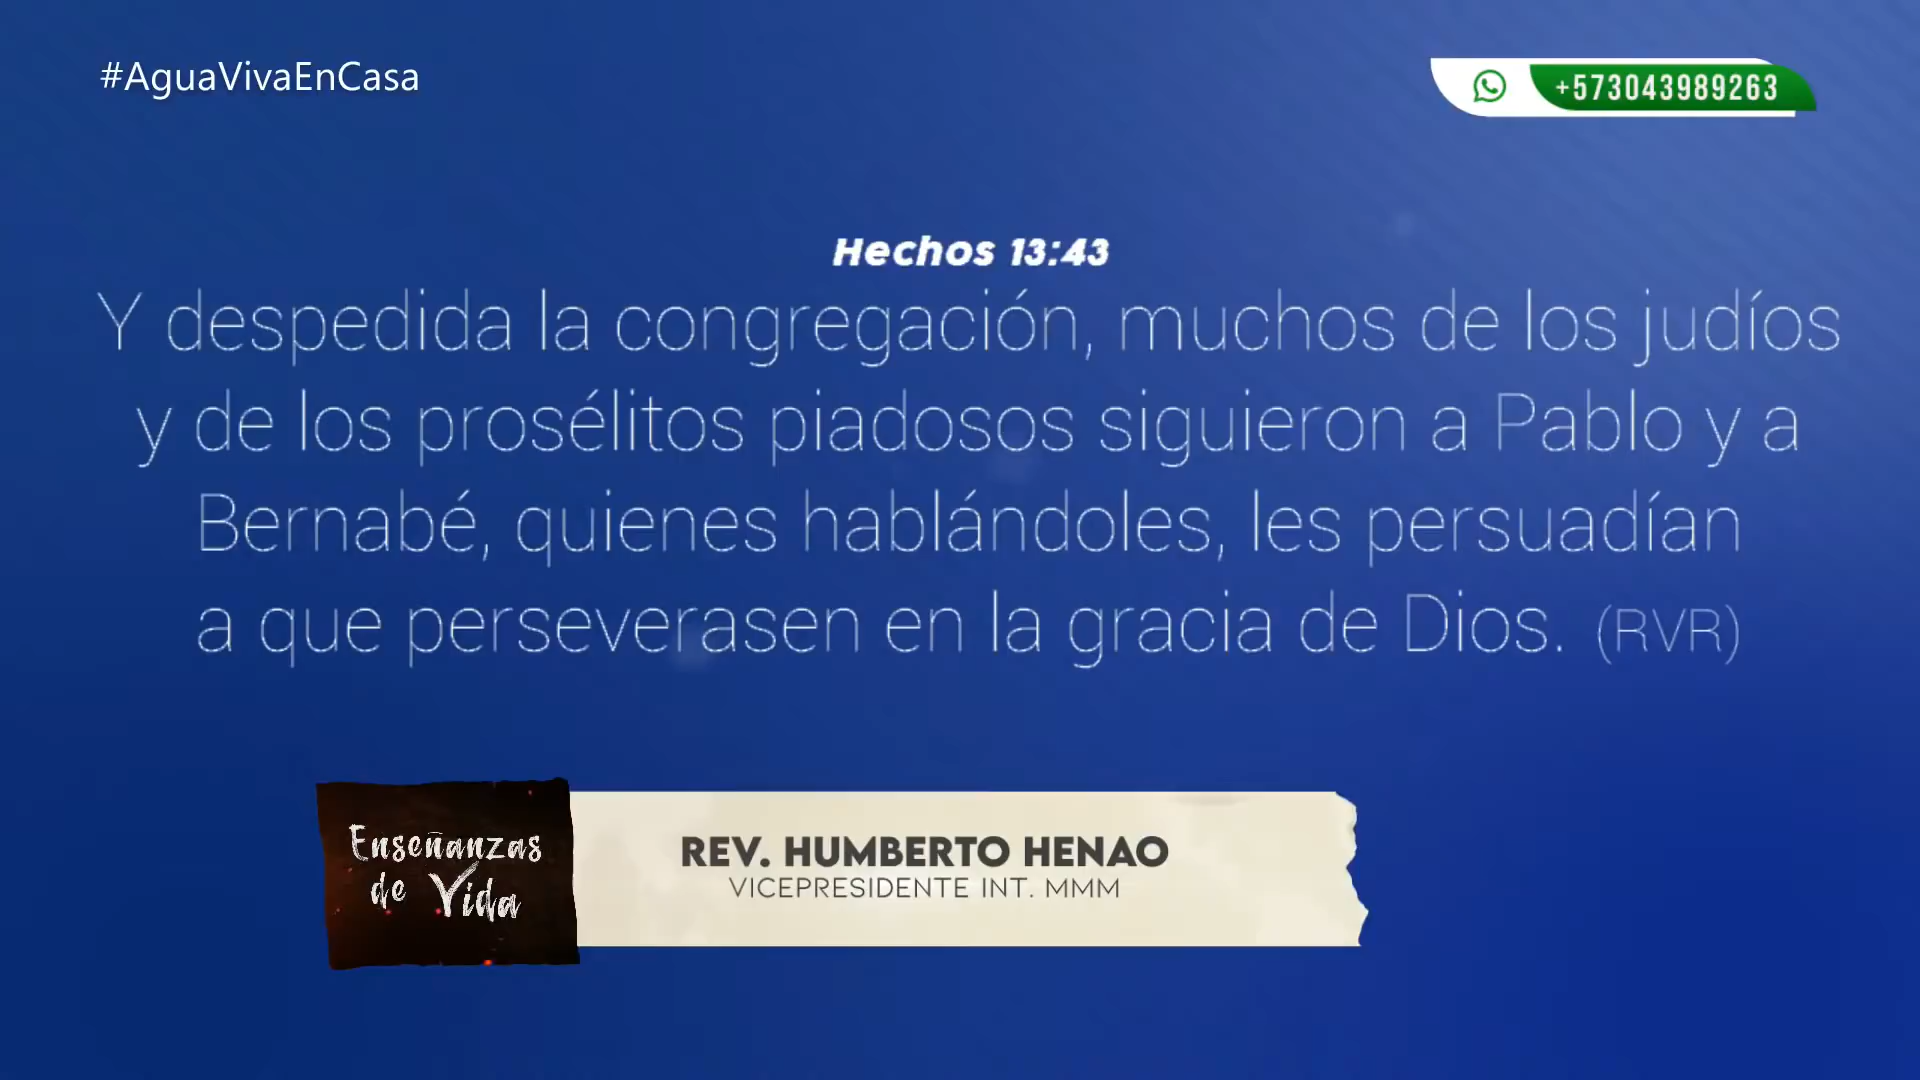 #AguaVivaEnCasa
+573043989263
Hechos 13:43
Y despedida la congregación, muchos de los judíos
y de los prosélitos piadosos siguieron a Pablo y a
Bernabé, quienes hablándoles, les persuadían
a que perseverasen en la gracia de Dios. (RVR)
Enseñanzas
de Vida
REV. HUMBERTO HENAO
VICEPRESIDENTE INT. MMM